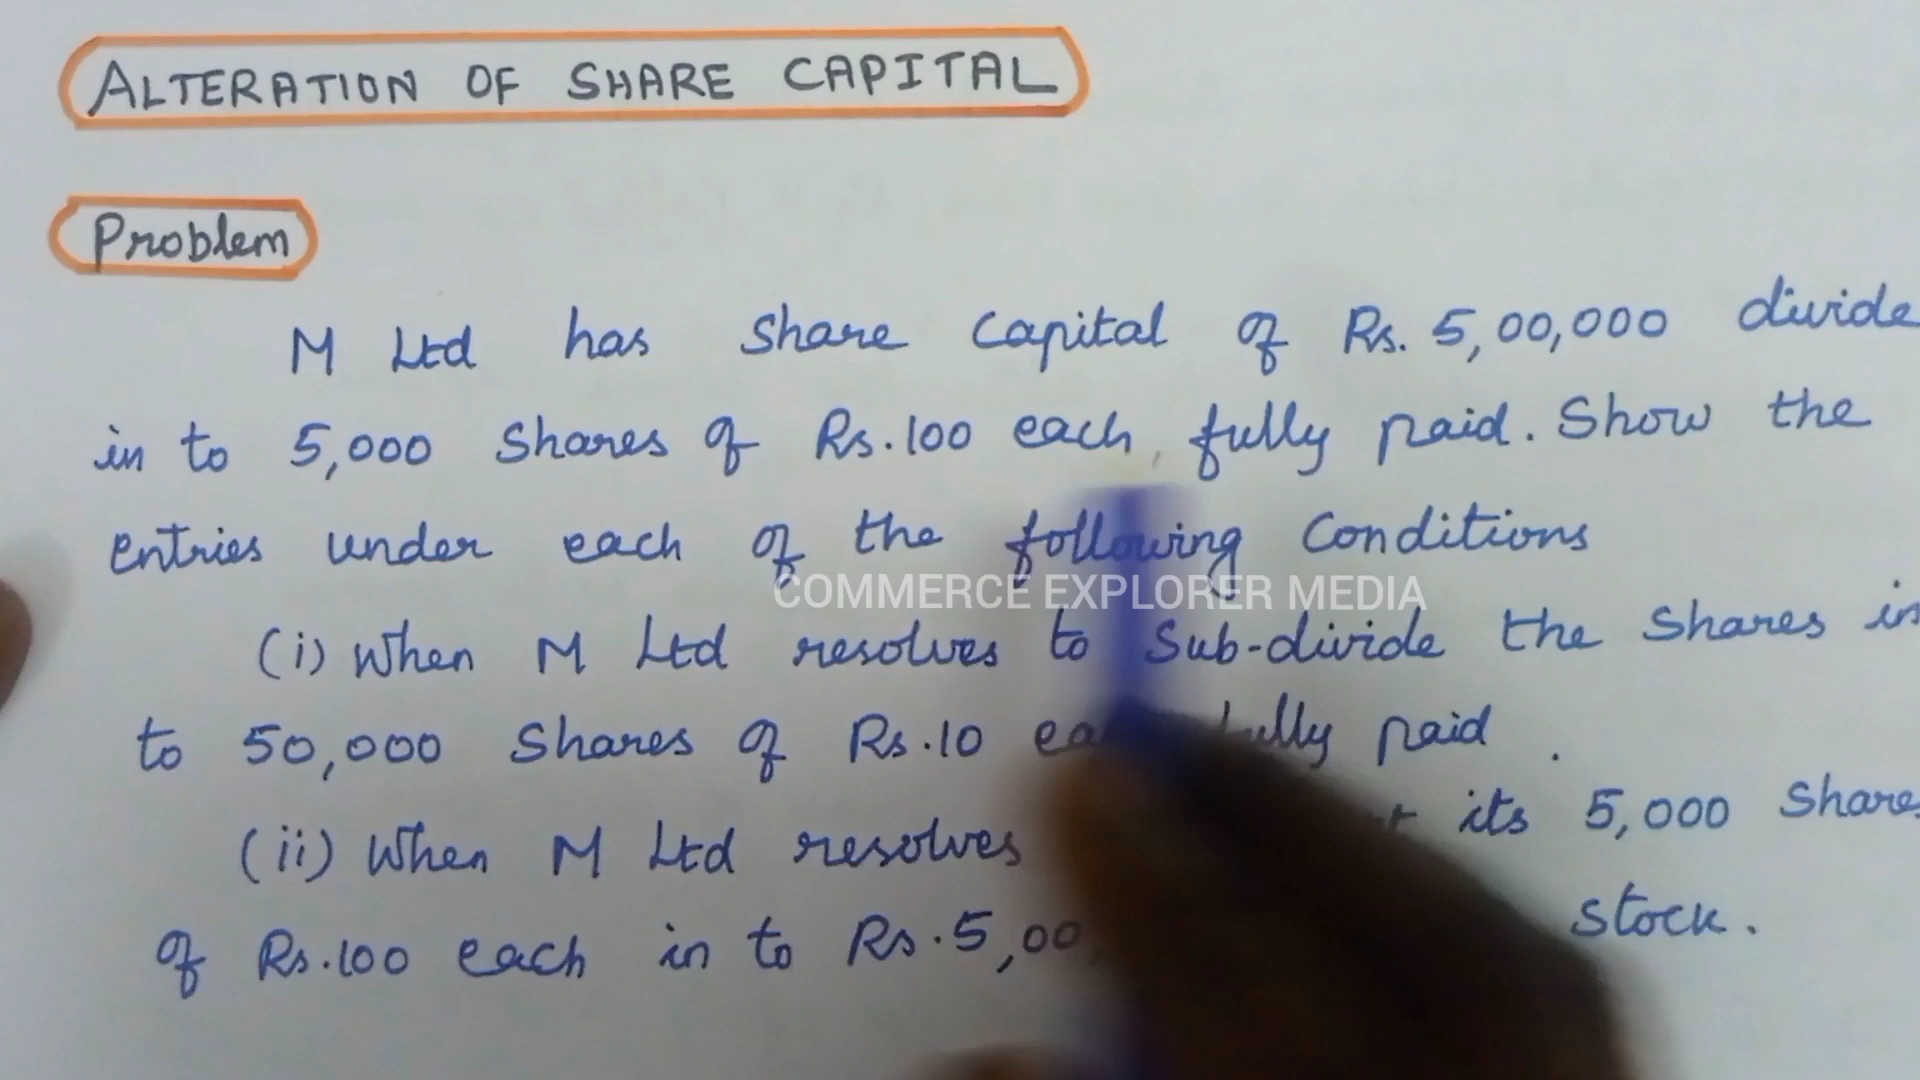 ALTERATION OF SHARE CAPITAL
Problem
M Ltd has Share Capital of Rs. 5,00,000 divide
in to 5,000 Shares of Rs.100 each, fully paid. Show the
entries under each of the following Conditions
COMMERCE EXPLORER MEDIA
(i) When M Ltd resolves to Sub-divide the Shares in
to 50,000 Shares of Rs.10 fully paid.
(ii) When M Ltd resolves its 5,000 Shares
of Rs.100 each in to Rs.5,00, Stock.